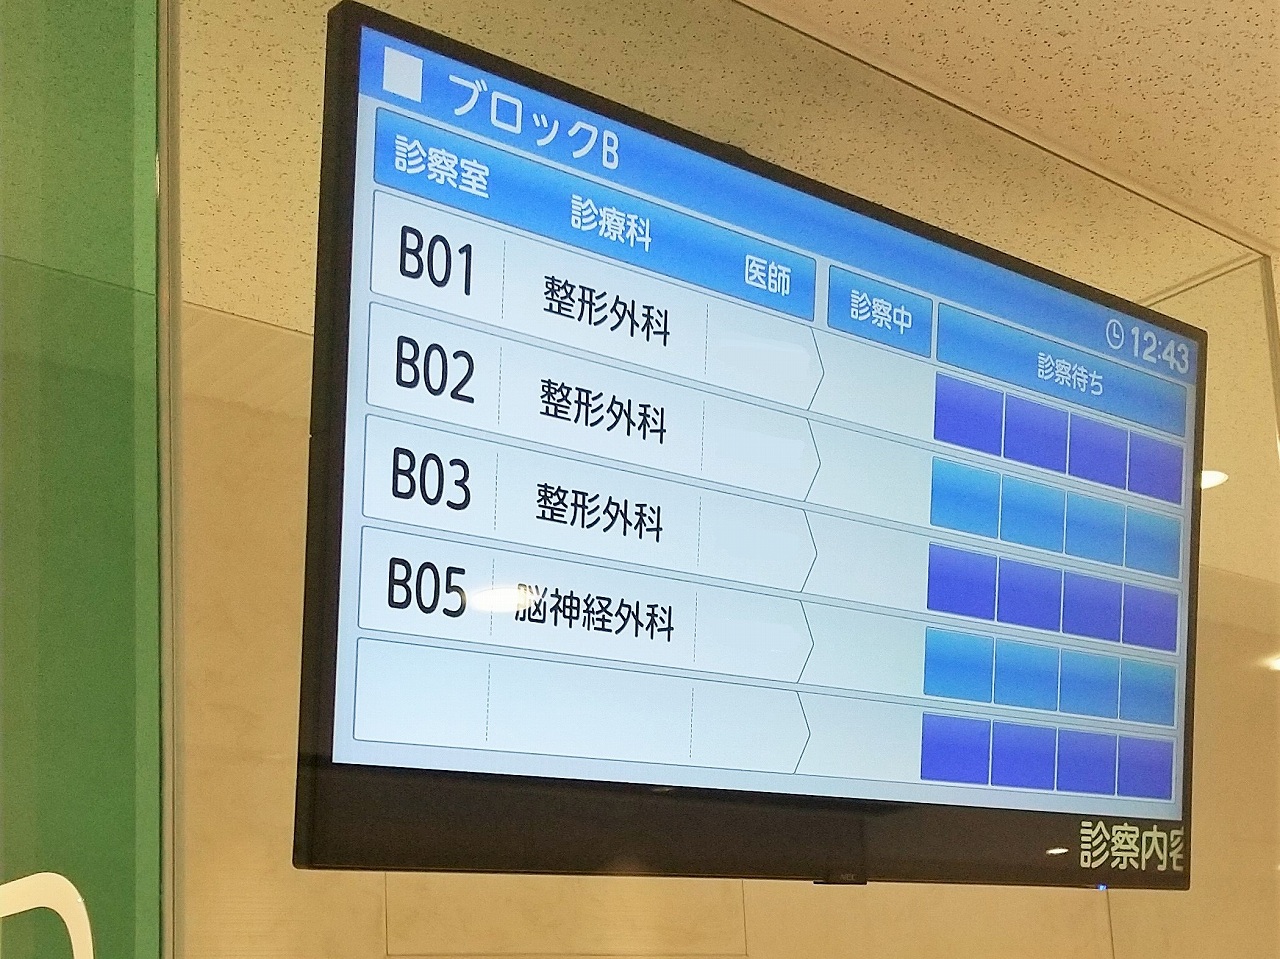 ブロックB
12:43
診察室 診療科 医師 診察中 診察待ち
B01 整形外科
B02 整形外科
B03 整形外科
B05 脳神経外科
診察内容
NEC